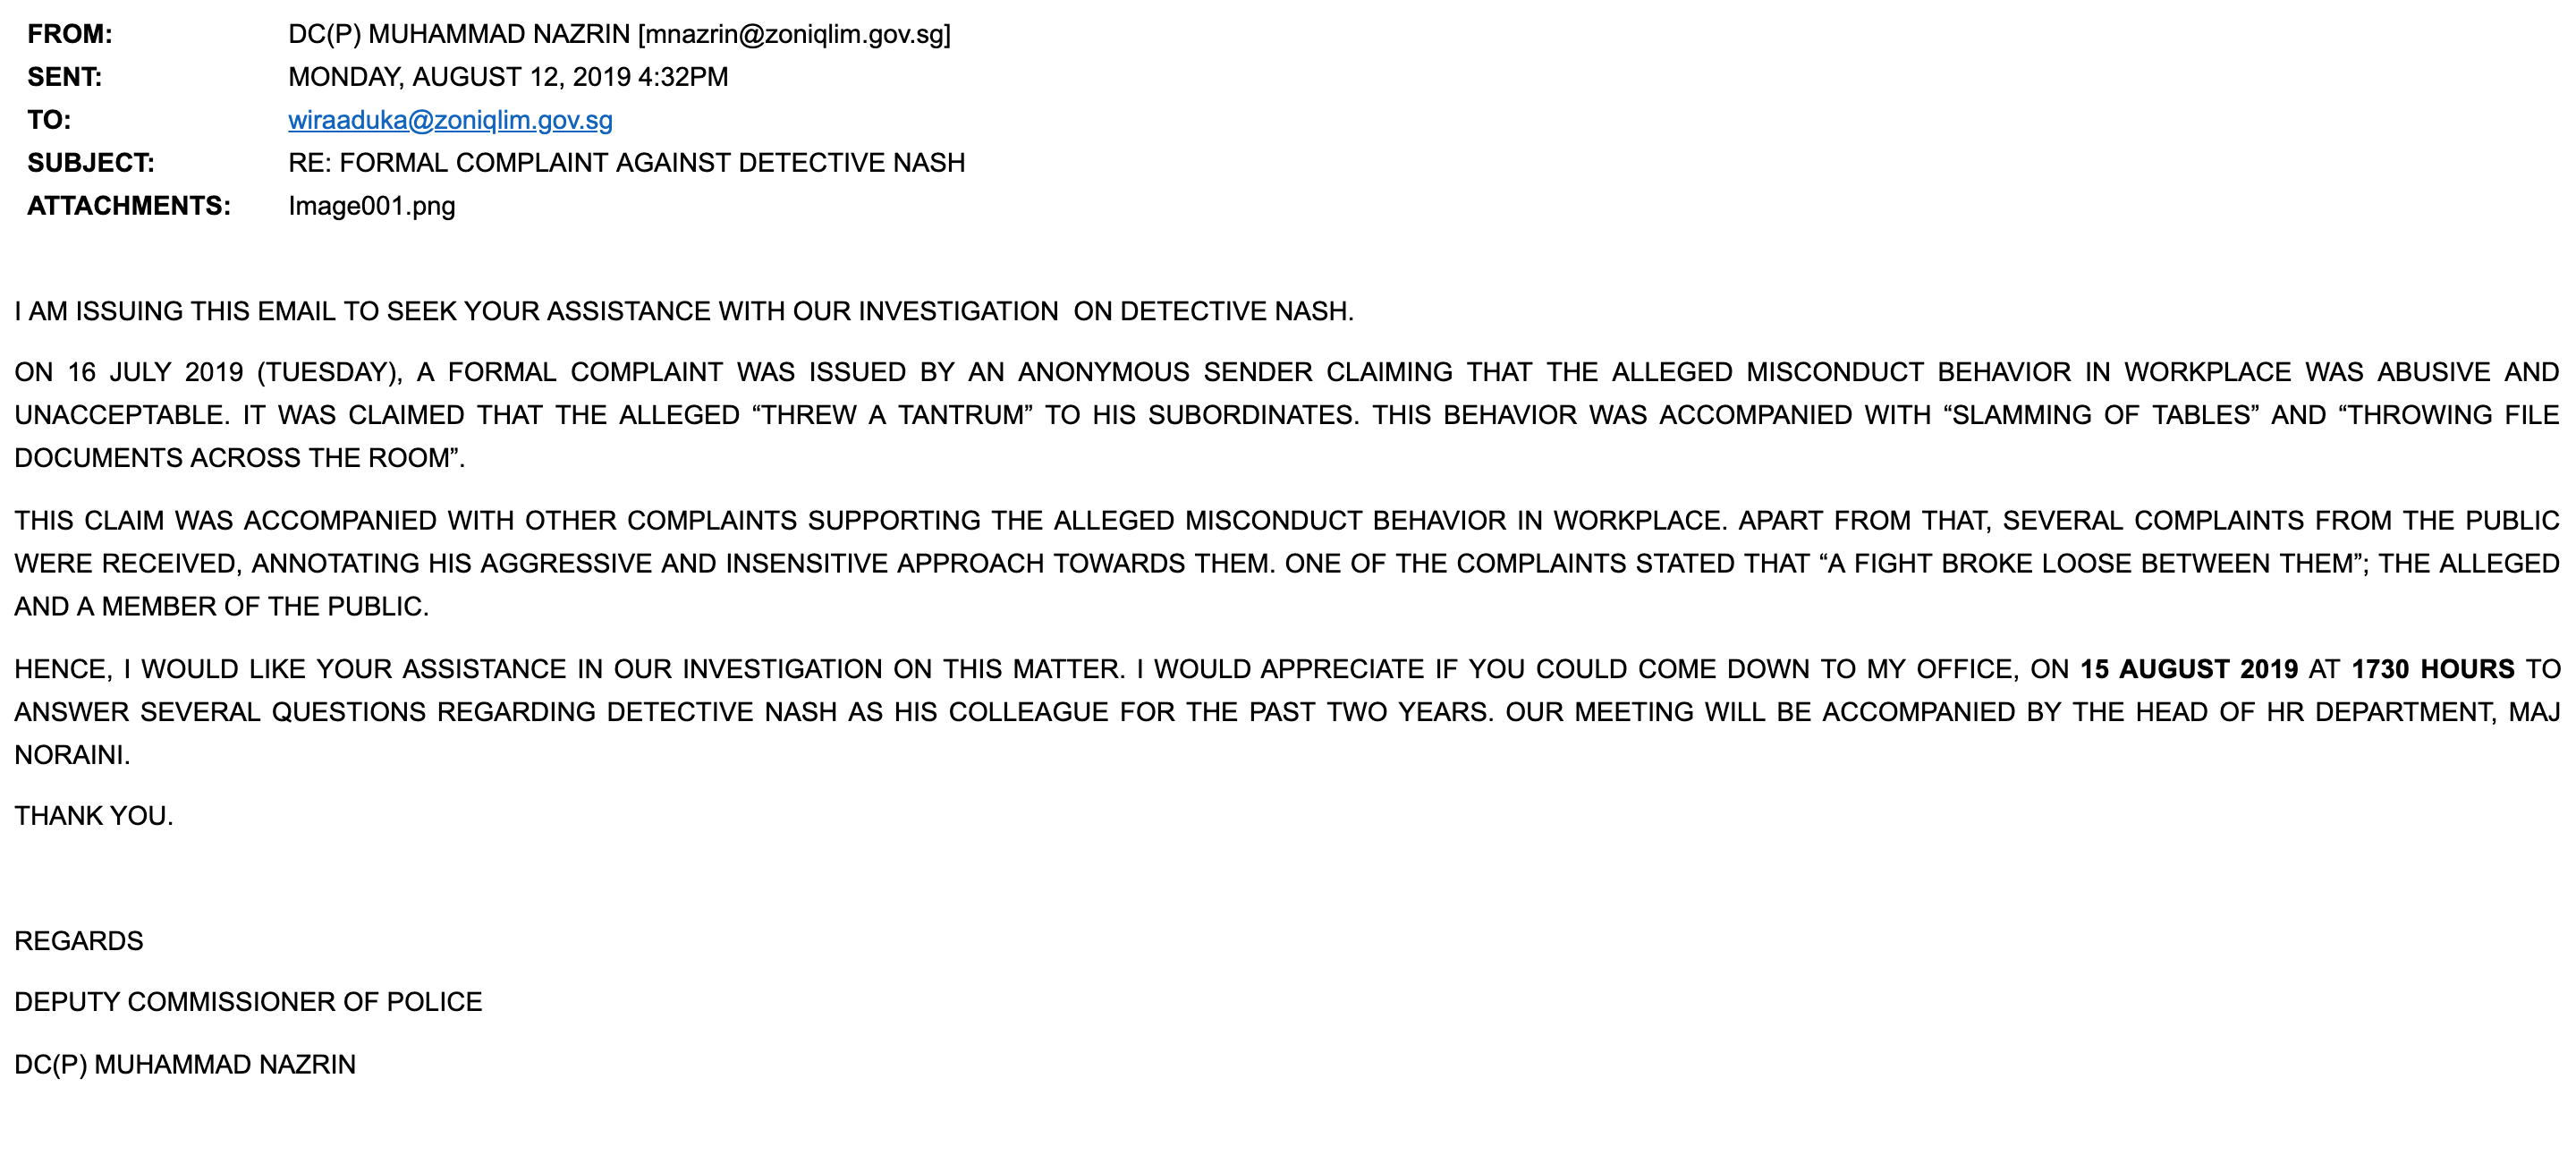 FROM: DC(P) MUHAMMAD NAZRIN [mnazrin@zoniqlim.gov.sg]
SENT: MONDAY, AUGUST 12, 2019 4:32PM
TO: wiraaduka@zoniqlim.gov.sg
SUBJECT: RE: FORMAL COMPLAINT AGAINST DETECTIVE NASH
ATTACHMENTS: Image001.png
I AM ISSUING THIS EMAIL TO SEEK YOUR ASSISTANCE WITH OUR INVESTIGATION  ON DETECTIVE NASH.
ON 16 JULY 2019 (TUESDAY), A FORMAL COMPLAINT WAS ISSUED BY AN ANONYMOUS SENDER CLAIMING THAT THE ALLEGED MISCONDUCT BEHAVIOR IN WORKPLACE WAS ABUSIVE AND
UNACCEPTABLE. IT WAS CLAIMED THAT THE ALLEGED “THREW A TANTRUM” TO HIS SUBORDINATES. THIS BEHAVIOR WAS ACCOMPANIED WITH “SLAMMING OF TABLES” AND “THROWING FILE
DOCUMENTS ACROSS THE ROOM”.
THIS CLAIM WAS ACCOMPANIED WITH OTHER COMPLAINTS SUPPORTING THE ALLEGED MISCONDUCT BEHAVIOR IN WORKPLACE. APART FROM THAT, SEVERAL COMPLAINTS FROM THE PUBLIC
WERE RECEIVED, ANNOTATING HIS AGGRESSIVE AND INSENSITIVE APPROACH TOWARDS THEM. ONE OF THE COMPLAINTS STATED THAT “A FIGHT BROKE LOOSE BETWEEN THEM”; THE ALLEGED
AND A MEMBER OF THE PUBLIC.
HENCE, I WOULD LIKE YOUR ASSISTANCE IN OUR INVESTIGATION ON THIS MATTER. I WOULD APPRECIATE IF YOU COULD COME DOWN TO MY OFFICE, ON 15 AUGUST 2019 AT 1730 HOURS TO
ANSWER SEVERAL QUESTIONS REGARDING DETECTIVE NASH AS HIS COLLEAGUE FOR THE PAST TWO YEARS. OUR MEETING WILL BE ACCOMPANIED BY THE HEAD OF HR DEPARTMENT, MAJ
NORAINI.
THANK YOU.
REGARDS
DEPUTY COMMISSIONER OF POLICE
DC(P) MUHAMMAD NAZRIN